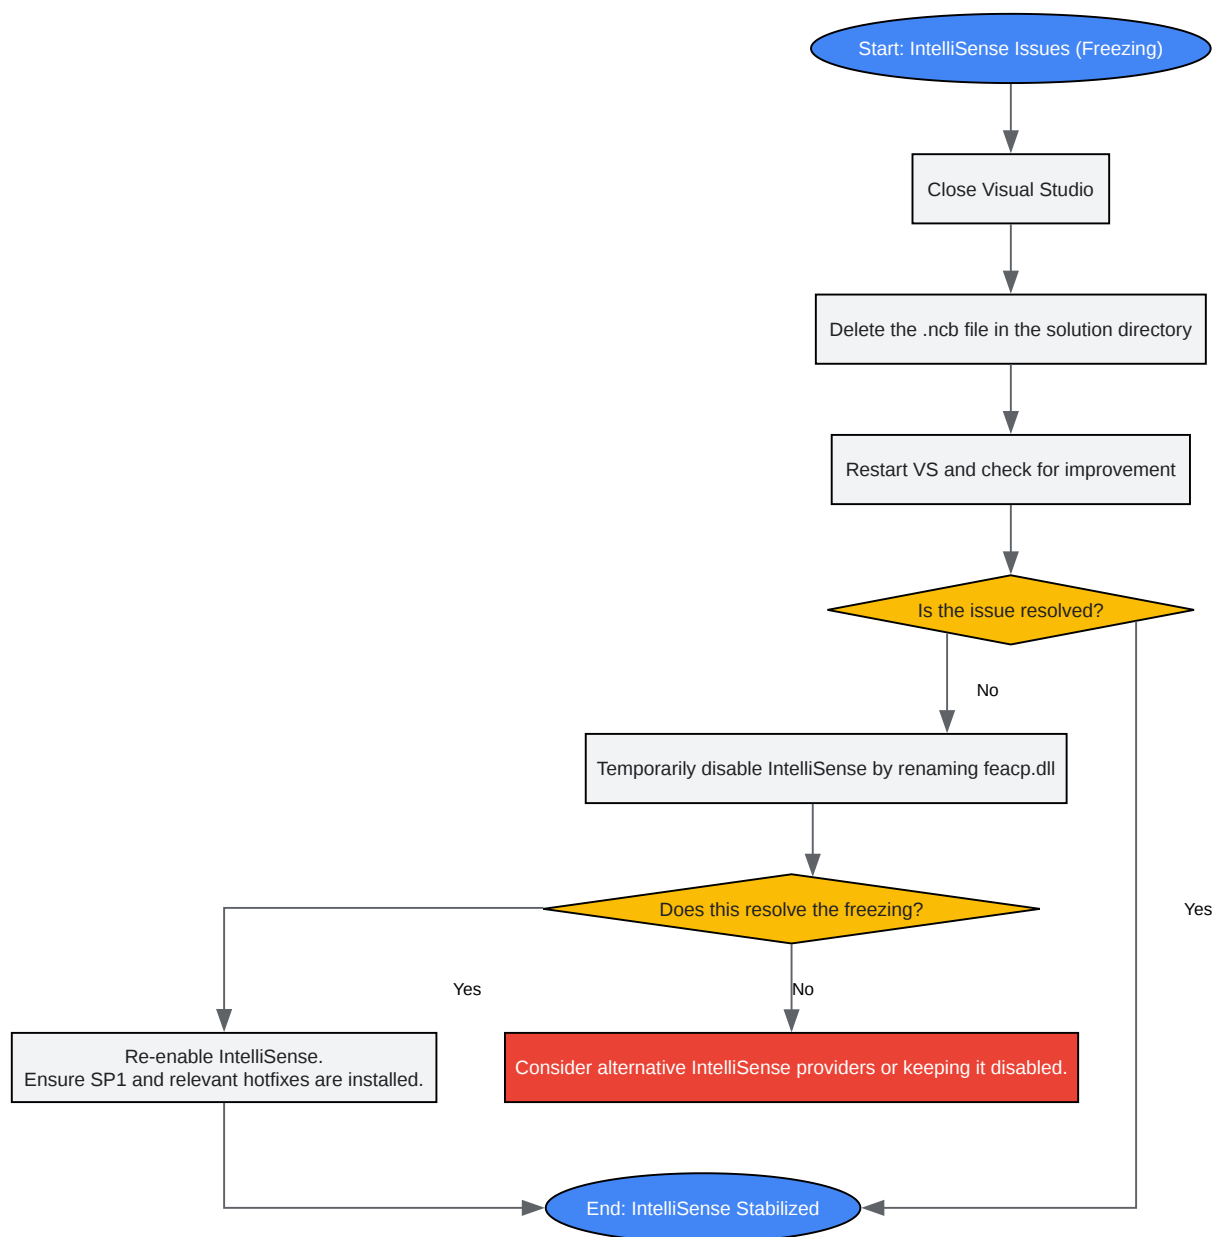 Start: IntelliSense Issues (Freezing)
Close Visual Studio
Delete the .ncb file in the solution directory
Restart VS and check for improvement
Is the issue resolved?
No
Temporarily disable IntelliSense by renaming feacp.dll
Does this resolve the freezing?
Yes
Yes
No
Re-enable IntelliSense.
Ensure SP1 and relevant hotfixes are installed.
Consider alternative IntelliSense providers or keeping it disabled.
End: IntelliSense Stabilized